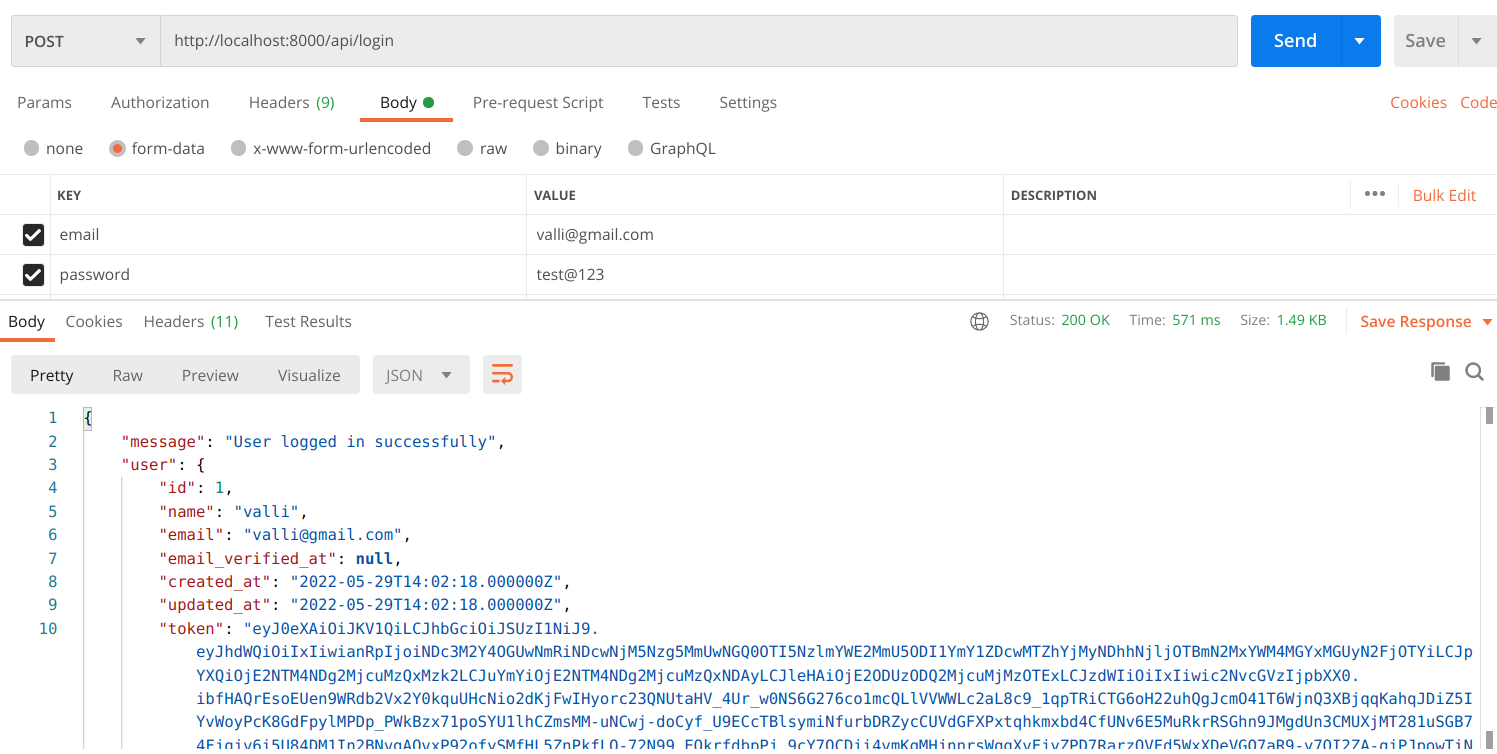 POST http://localhost:8000/api/login Send Save
Params Authorization Headers (9) Body Pre-request Script Tests Settings Cookies Code
none form-data x-www-form-urlencoded raw binary GraphQL
KEY VALUE DESCRIPTION ••• Bulk Edit
email valli@gmail.com
password test@123
Body Cookies Headers (11) Test Results Status: 200 OK Time: 571 ms Size: 1.49 KB Save Response
Pretty Raw Preview Visualize JSON
1 {
2 "message": "User logged in successfully",
3 "user": {
4 "id": 1,
5 "name": "valli",
6 "email": "valli@gmail.com",
7 "email_verified_at": null,
8 "created_at": "2022-05-29T14:02:18.000000Z",
9 "updated_at": "2022-05-29T14:02:18.000000Z",
10 "token": "eyJ0eXAiOiJKV1QiLCJhbGciOiJSUzI1NiJ9.
eyJhdWQiOiIxIiwianRpIjoiNDc3M2Y4OGUwNmRiNDcwNjM5Nzg5MmUwNGQ0OTI5NzlmYWE2MmU5ODI1YmY1ZDcwMTZhYjMyNDhhNjljOTBmN2MxYWM4MGYxMGUyN2FjOTYiLCJp
YXQiOjE2NTM4NDg2MjcuMzQxMzk2LCJuYmYiOjE2NTM4NDg2MjcuMzQxNDAyLCJleHAiOjE2ODUzODQ2MjcuMjMzOTExLCJzdWIiOiIxIiwic2NvcGVzIjpbXX0.
ibfHAQrEsoEUen9WRdb2Vx2Y0kquUHcNio2dKjFwIHyorc23QNUtaHV_4Ur_w0NS6G276co1mcQLlVVWWLc2aL8c9_1qpTRiCTG6oH22uhQgJcmO41T6WjnQ3XBjqqKahqJDiZ5I
YvWoyPcK8GdFpylMPDp_PWkBzx71poSYU1lhCZmsMM-uNCwj-doCyf_U9ECcTBlsymiNfurbDRZycCUVdGFXPxtqhkmxbd4CfUNv6E5MuRkrRSGhn9JMgdUn3CMUXjMT281uSGB7